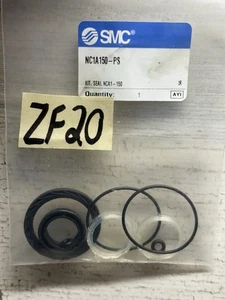 SMC
NC1A150-PS
KIT, SEAL NCA1-150
Quantity: 1
ZF20